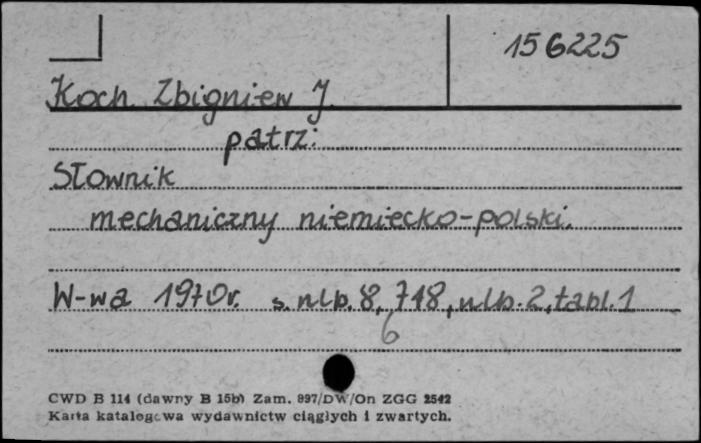 156225
Koch Zbigniew J.
patrz:
Słownik
mechaniczny niemiecko-polski.
W-wa 1970r. s. nlb. 8, 718, nlb. 2, tabl. 1
6
CWD B 114 (dawny B 15b) Zam. 897/DW/On ZGG 2542
Karta katalogowa wydawnictw ciągłych i zwartych.